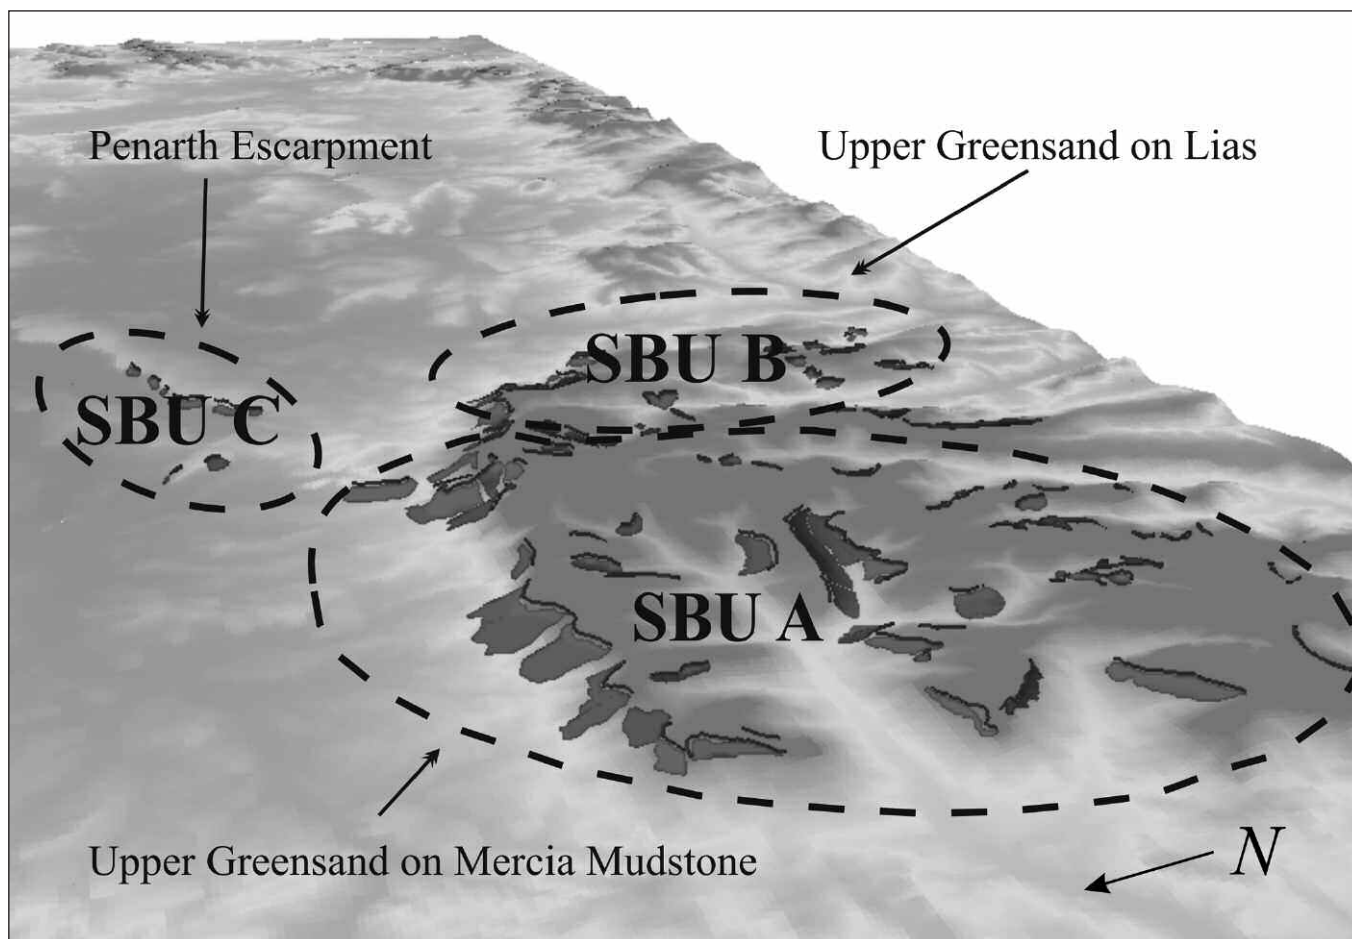 Penarth Escarpment
Upper Greensand on Lias
SBU B
SBU C
SBU A
Upper Greensand on Mercia Mudstone
N